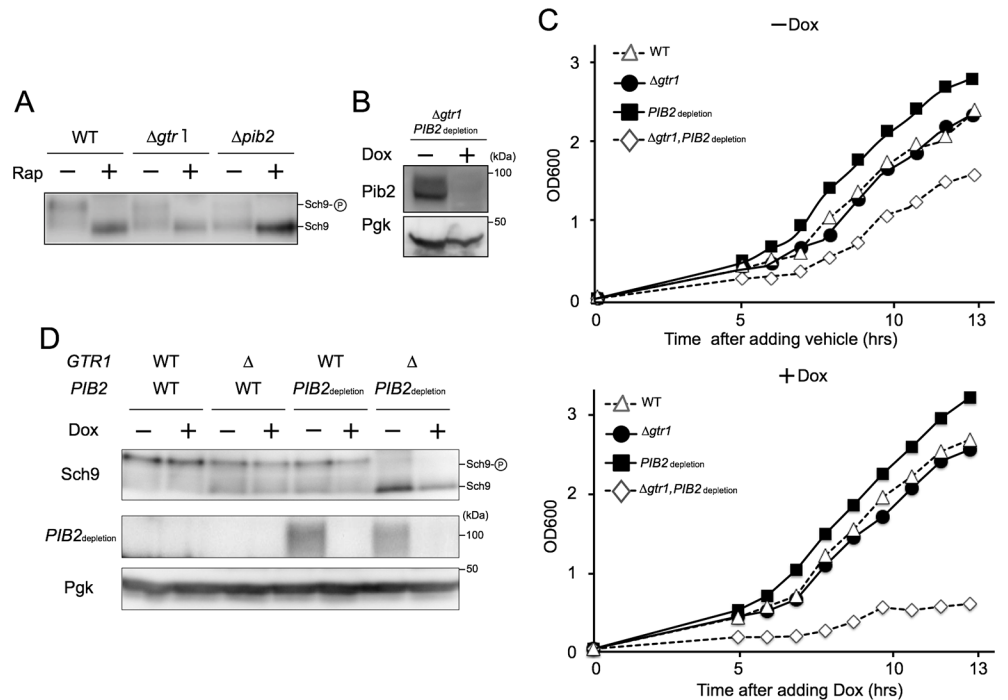 A
WT Δgtr1 Δpib2
Rap − + − + − +
Sch9-Ⓟ
Sch9
B
Δgtr1
PIB2 depletion
Dox − + (kDa)
Pib2
100
Pgk
50
C
−Dox
WT
Δgtr1
PIB2 depletion
Δgtr1, PIB2 depletion
OD600
3
2
1
0
0 5 10 13
Time after adding vehicle (hrs)
+Dox
WT
Δgtr1
PIB2 depletion
Δgtr1, PIB2 depletion
OD600
3
2
1
0
0 5 10 13
Time after adding Dox (hrs)
D
GTR1 WT Δ WT Δ
PIB2 WT WT PIB2depletion PIB2depletion
Dox − + − + − + − +
Sch9
Sch9-Ⓟ
Sch9
(kDa)
PIB2depletion
100
Pgk
50